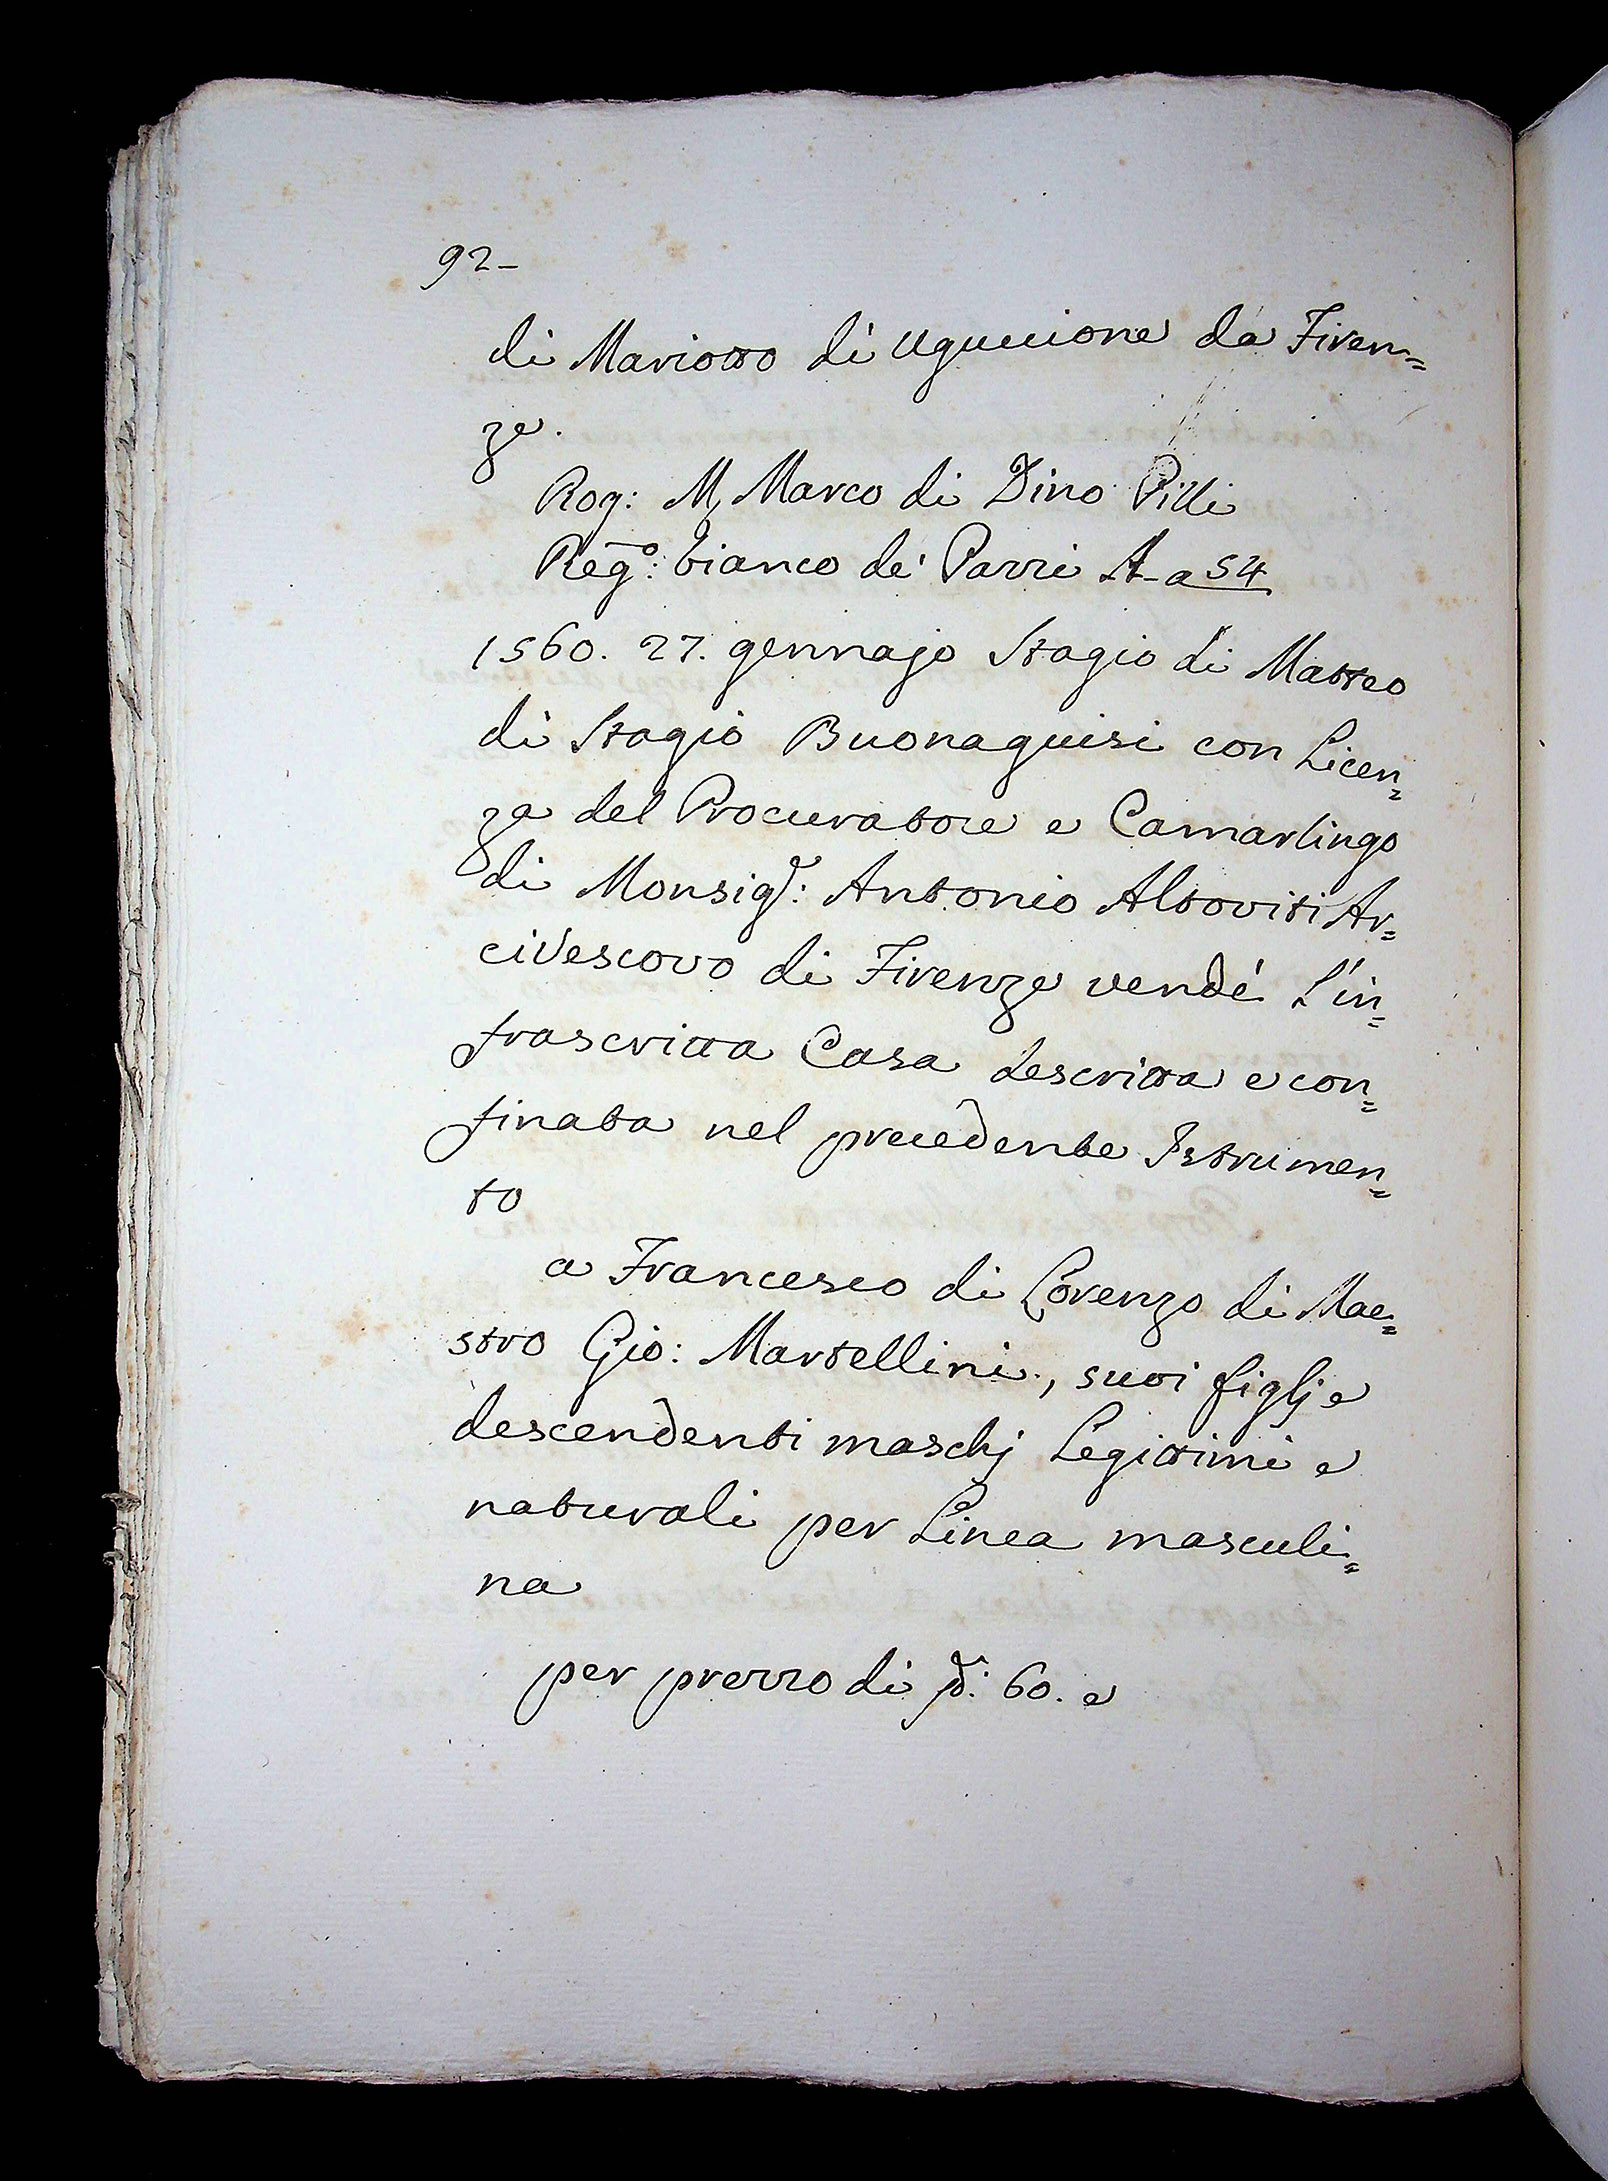 92-
di Mariotto di Uguccione da Firen=
ze.
Rog: M, Marco di Dino Pilli
Reg.º: bianco de' Parri A_a 54
1560. 27. gennajo Stagio di Matteo
di Stagio Buonaguisi con Licen=
za del Procuratore e Camarlingo
di Monsig.r: Antonio Altoviti Ar=
civescovo di Firenze vendé L'in=
frascritta Casa descritta e con=
finata nel precedente Istrumen=
to
a Francesco di Lorenzo di Mae=
stro Gio: Martellini, suoi figlj e
descendenti maschj Legittimi e
naturali per Linea masculi=
na
per prezzo di 60. e